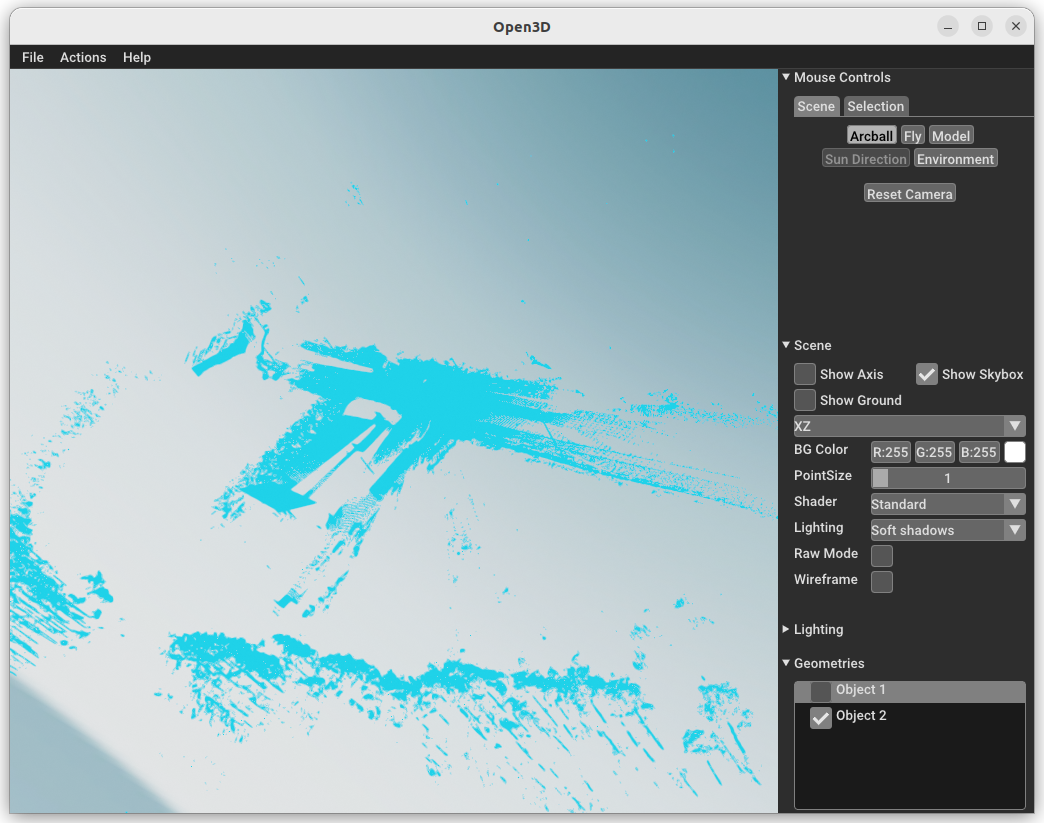 Open3D
File Actions Help
Mouse Controls
Scene Selection
Arcball Fly Model
Sun Direction Environment
Reset Camera
Scene
Show Axis Show Skybox
Show Ground
XZ
BG Color R:255 G:255 B:255
PointSize 1
Shader Standard
Lighting Soft shadows
Raw Mode
Wireframe
Lighting
Geometries
Object 1
Object 2